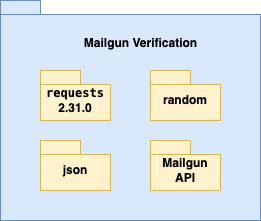 Mailgun Verification
requests
2.31.0
random
json
Mailgun
API